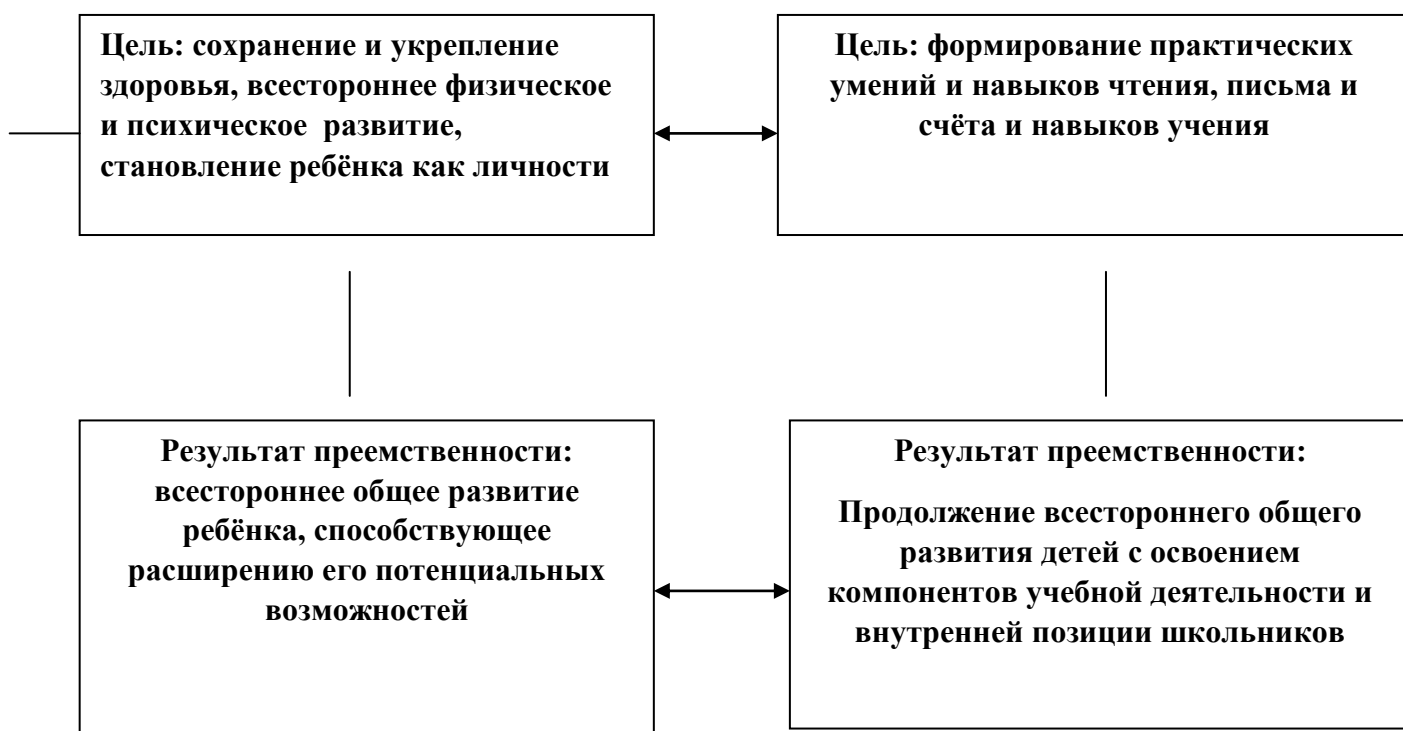 Цель: сохранение и укрепление
здоровья, всестороннее физическое
и психическое развитие,
становление ребёнка как личности
Цель: формирование практических
умений и навыков чтения, письма и
счёта и навыков учения
Результат преемственности:
всестороннее общее развитие
ребёнка, способствующее
расширению его потенциальных
возможностей
Результат преемственности:
Продолжение всестороннего общего
развития детей с освоением
компонентов учебной деятельности и
внутренней позиции школьников